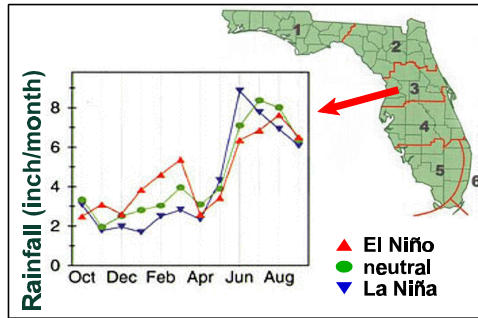 1
2
3
4
5
6
Rainfall (inch/month)
8
6
4
2
0
Oct Dec Feb Apr Jun Aug
El Niño
neutral
La Niña